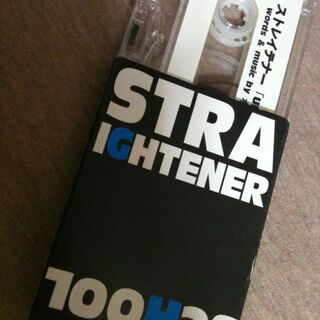 ストレイテナー 「U
words & music by
STRA
IGHTENER
SCHOOL